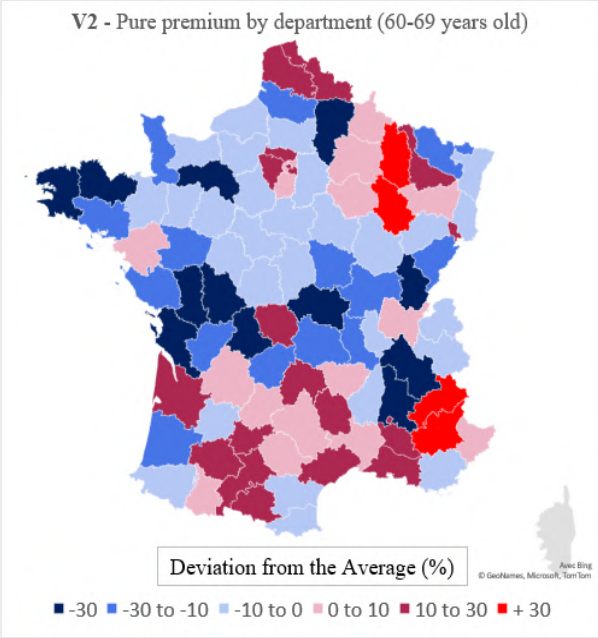 V2 - Pure premium by department (60-69 years old)
Deviation from the Average (%)
Avec Bing
© GeoNames, Microsoft, TomTom
-30 -30 to -10 -10 to 0 0 to 10 10 to 30 + 30